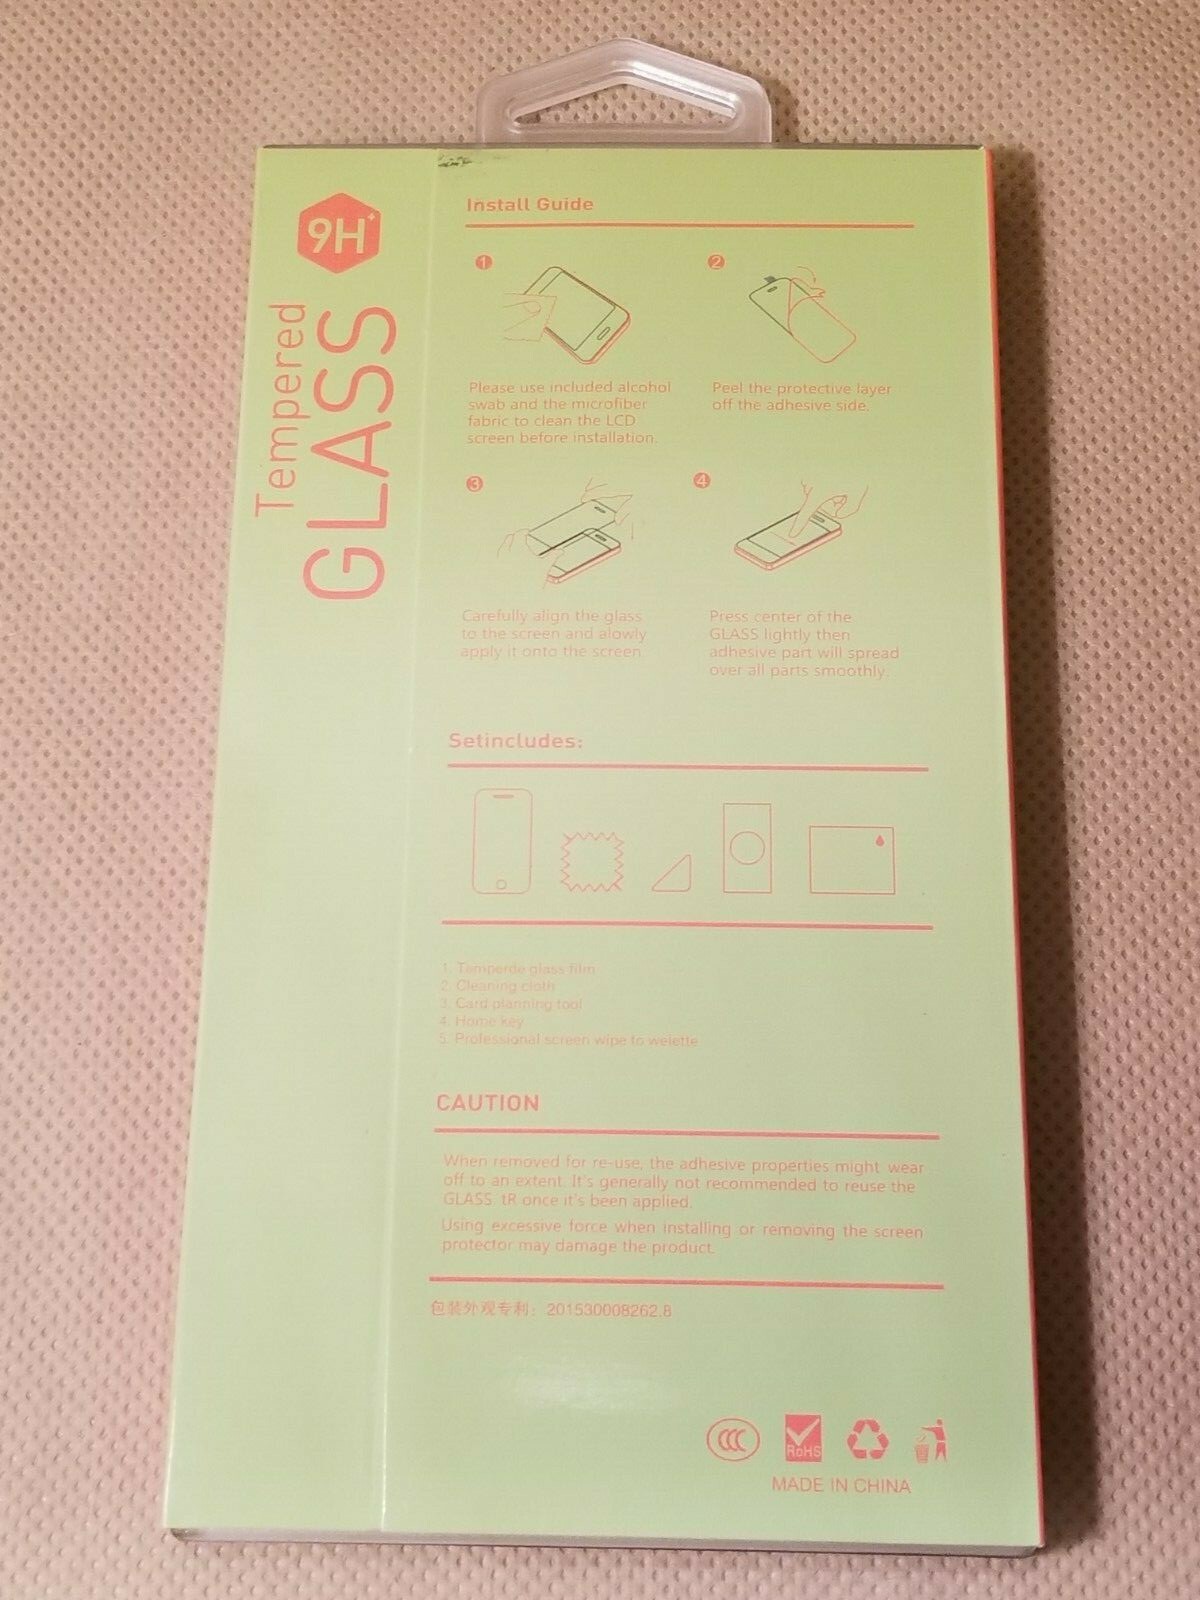 9H+
Tempered
GLASS
Install Guide
1
Please use included alcohol
swab and the microfiber
fabric to clean the LCD
screen before installation.
2
Peel the protective layer
off the adhesive side.
3
Carefully align the glass
to the screen and alowly
apply it onto the screen.
4
Press center of the
GLASS lightly then
adhesive part will spread
over all parts smoothly.
Setincludes:
1. Temperde glass film
2. Cleaning cloth
3. Card planning tool
4. Home key
5. Professional screen wipe to welette
CAUTION
When removed for re-use, the adhesive properties might wear
off to an extent. It's generally not recommended to reuse the
GLASS tR once it's been applied.
Using excessive force when installing or removing the screen
protector may damage the product.
包装外观专利: 201530008262.8
CCC
RoHS
MADE IN CHINA